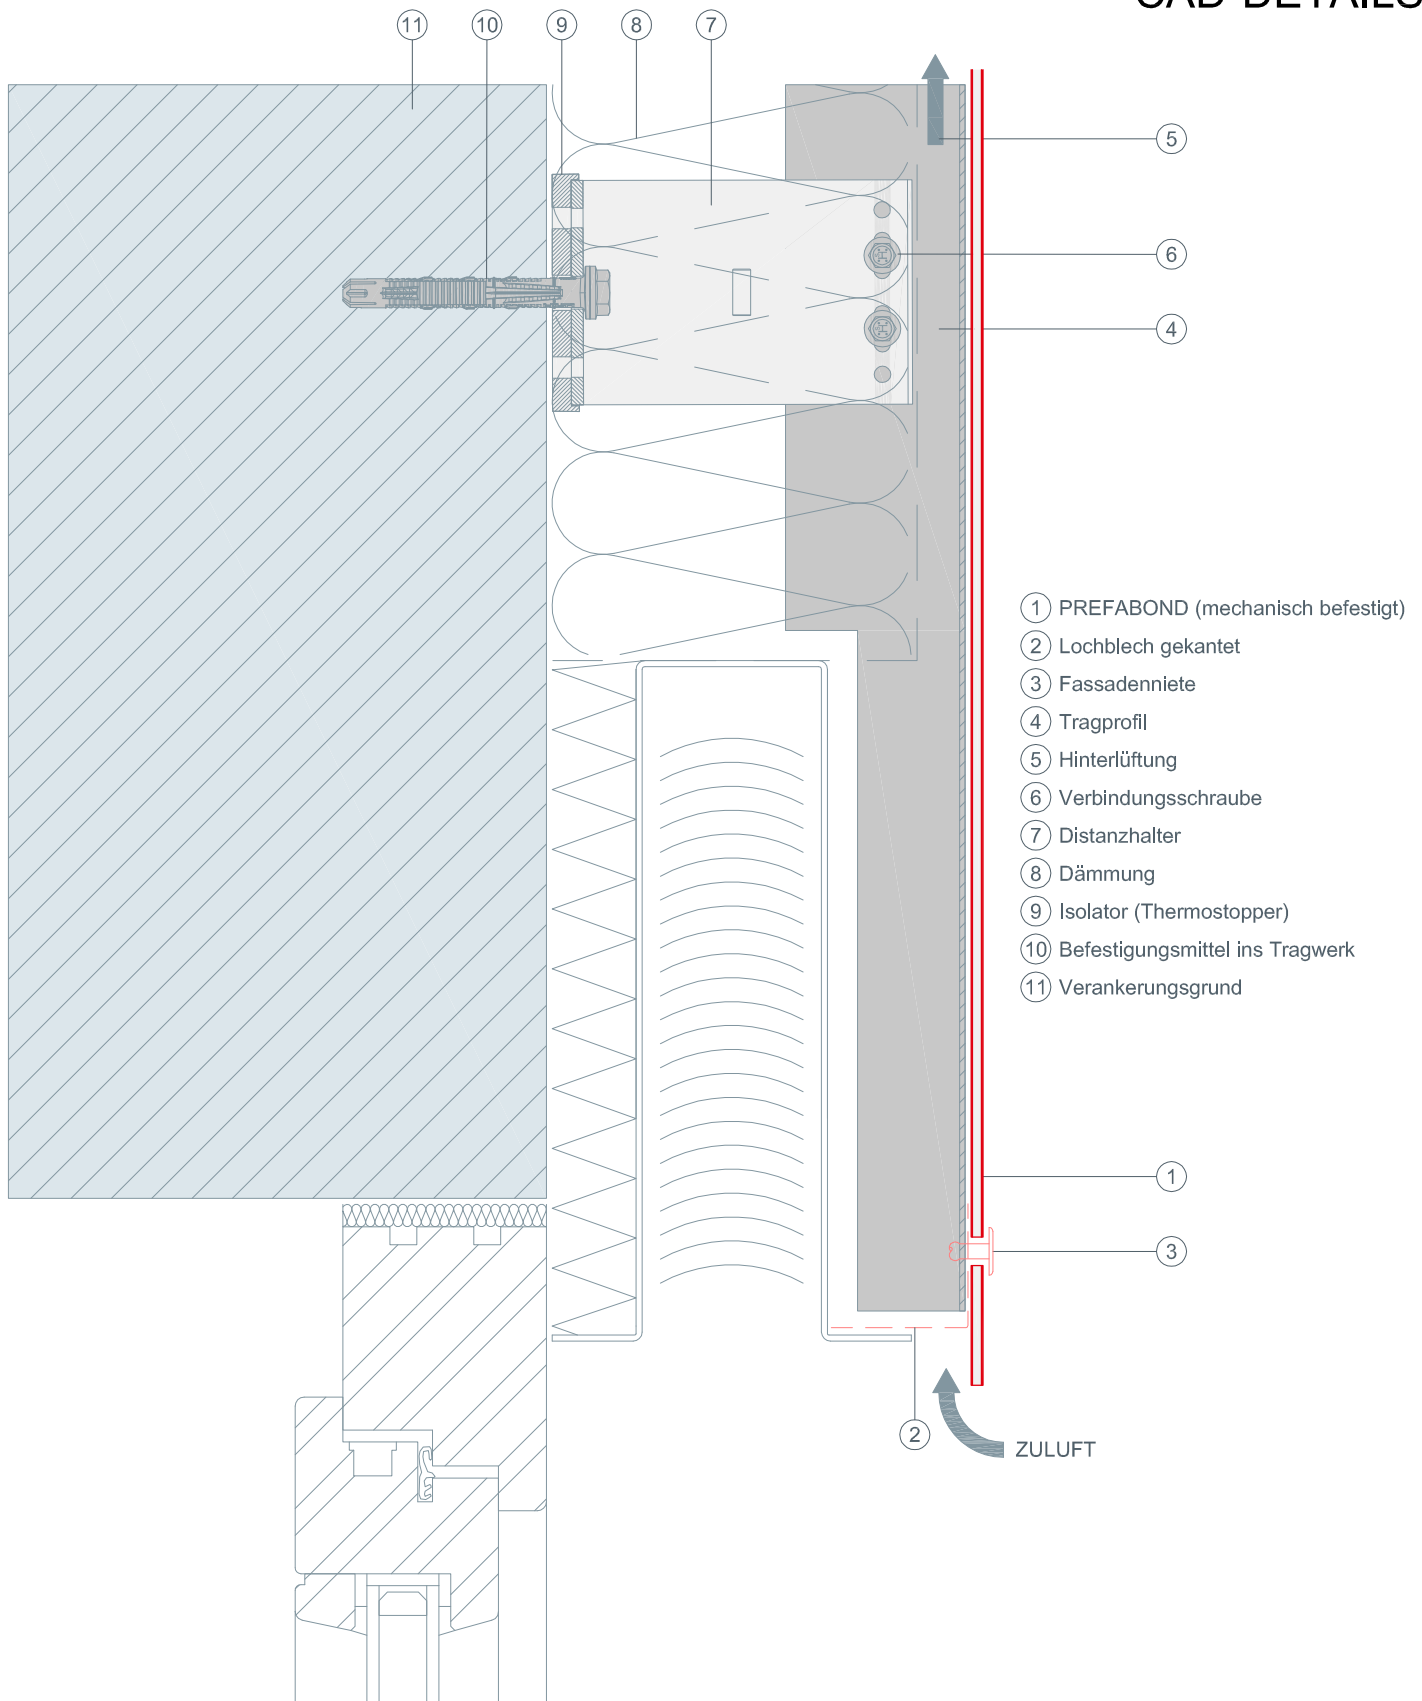 CAD DETAILS
11 10 9 8 7
5
6
4
1 PREFABOND (mechanisch befestigt)
2 Lochblech gekantet
3 Fassadenniete
4 Tragprofil
5 Hinterlüftung
6 Verbindungsschraube
7 Distanzhalter
8 Dämmung
9 Isolator (Thermostopper)
10 Befestigungsmittel ins Tragwerk
11 Verankerungsgrund
1
3
2
ZULUFT